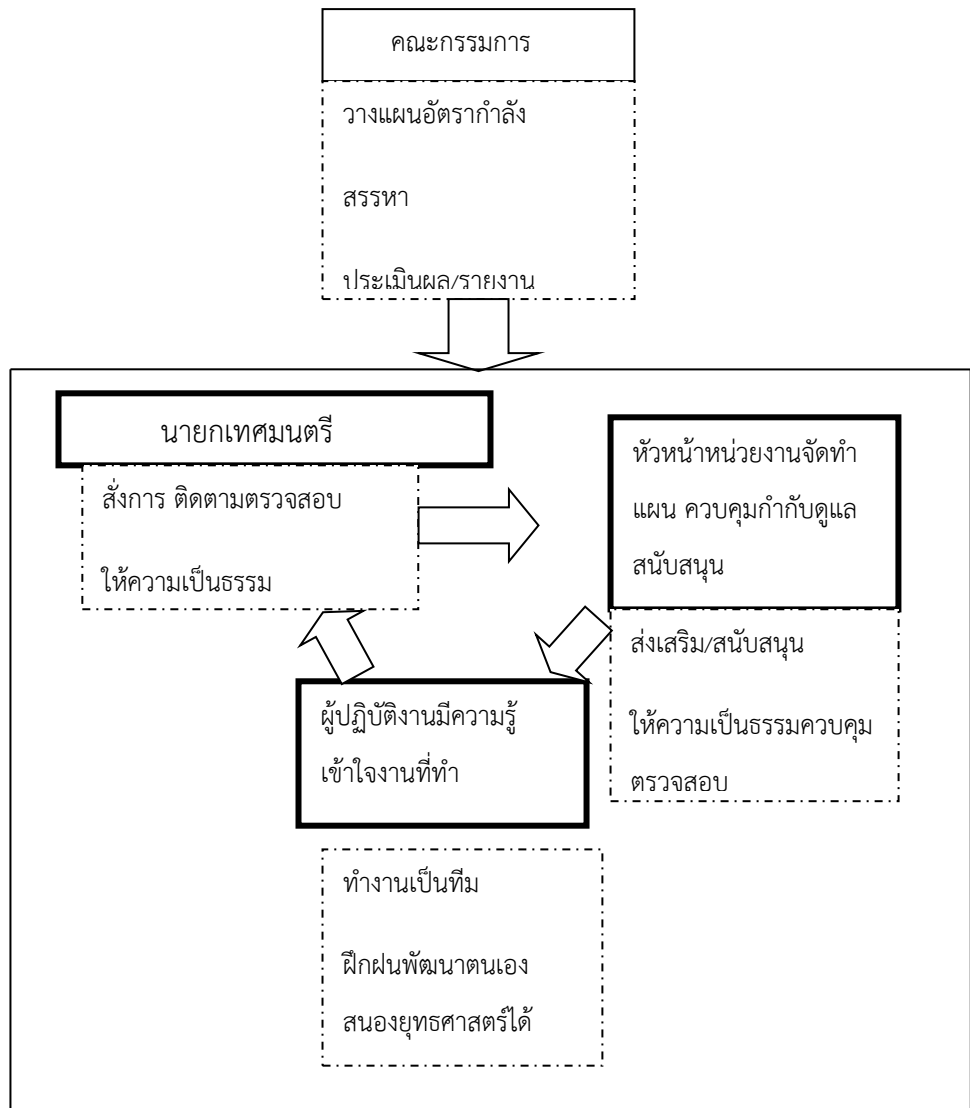 คณะกรรมการ
วางแผนอัตรากำลัง
สรรหา
ประเมินผล/รายงาน
นายกเทศมนตรี
สั่งการ ติดตามตรวจสอบ
ให้ความเป็นธรรม
หัวหน้าหน่วยงานจัดทำ
แผน ควบคุมกำกับดูแล
สนับสนุน
ส่งเสริม/สนับสนุน
ให้ความเป็นธรรมควบคุม
ตรวจสอบ
ผู้ปฏิบัติงานมีความรู้
เข้าใจงานที่ทำ
ทำงานเป็นทีม
ฝึกฝนพัฒนาตนเอง
สนองยุทธศาสตร์ได้